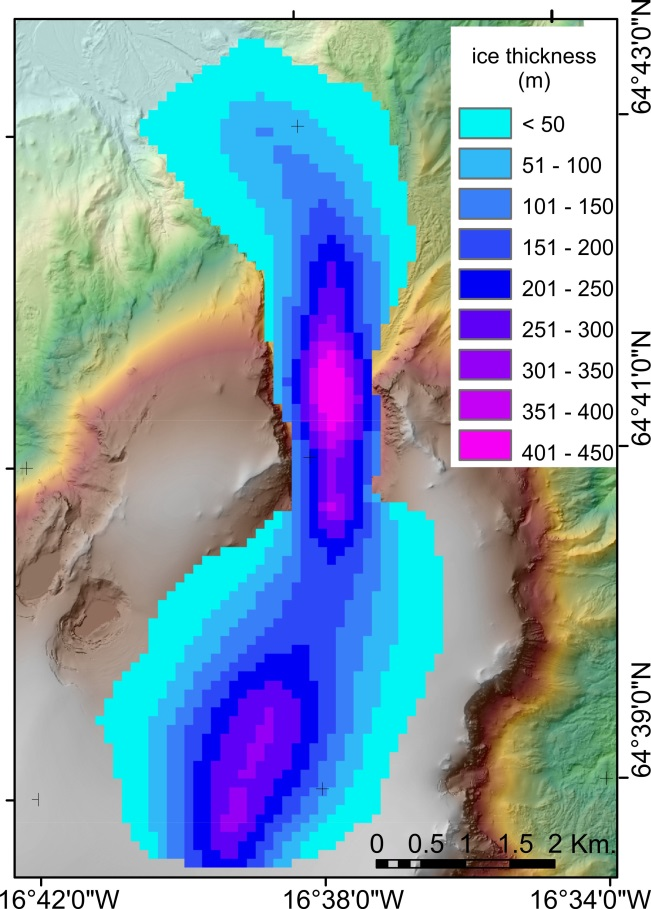 ice thickness
(m)
< 50
51 - 100
101 - 150
151 - 200
201 - 250
251 - 300
301 - 350
351 - 400
401 - 450
64°43'0"N
64°41'0"N
64°39'0"N
0 0.5 1 1.5 2 Km.
16°42'0"W 16°38'0"W 16°34'0"W